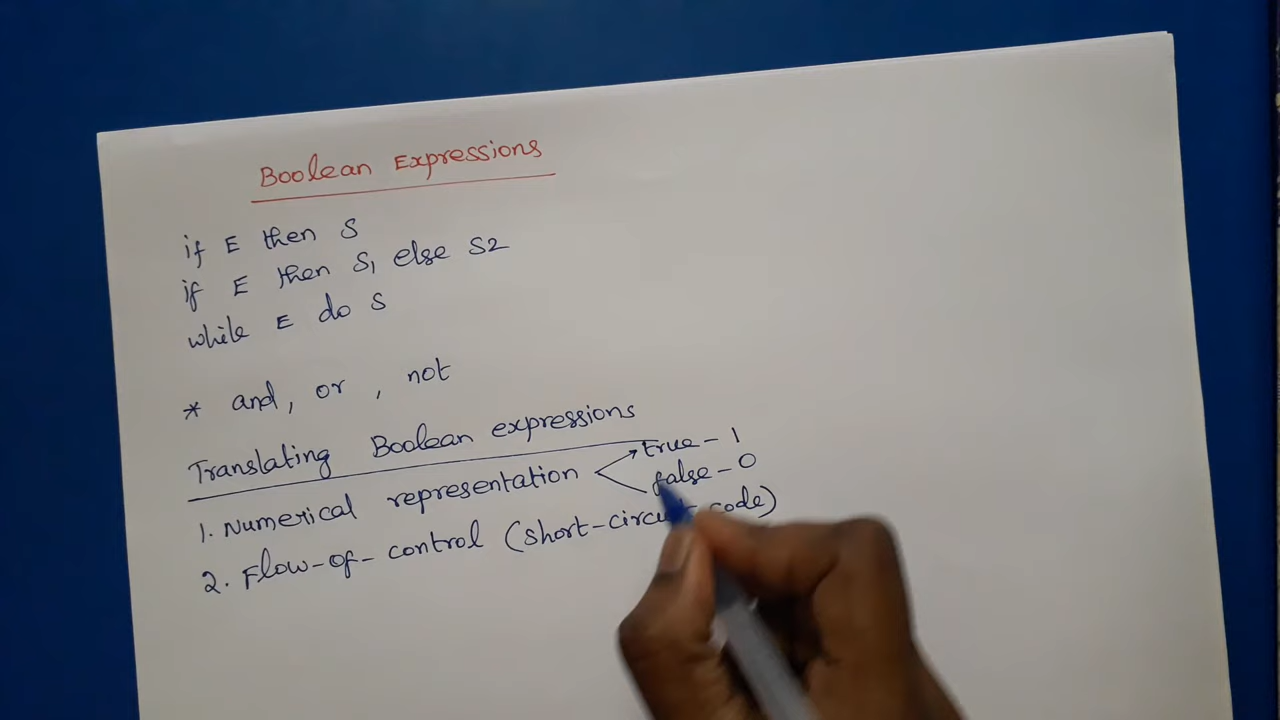 Boolean Expressions
if E then S
if E then S1 else S2
while E do S
* and, or, not
Translating Boolean expressions
1. Numerical representation
true - 1
false - 0
2. Flow-of-control (short-circuit code)